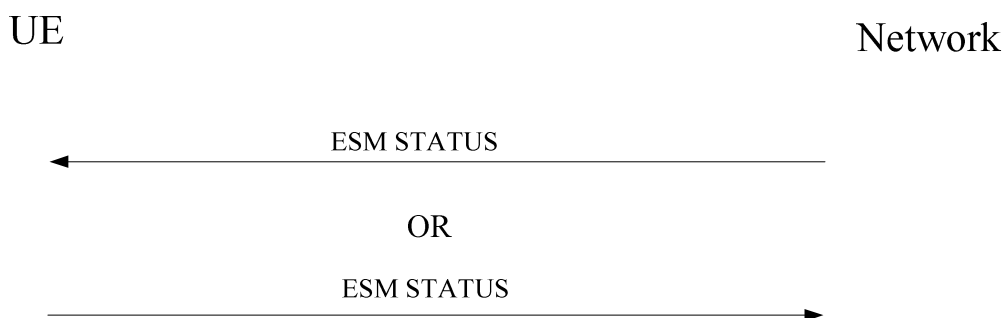 UE
Network
ESM STATUS
OR
ESM STATUS